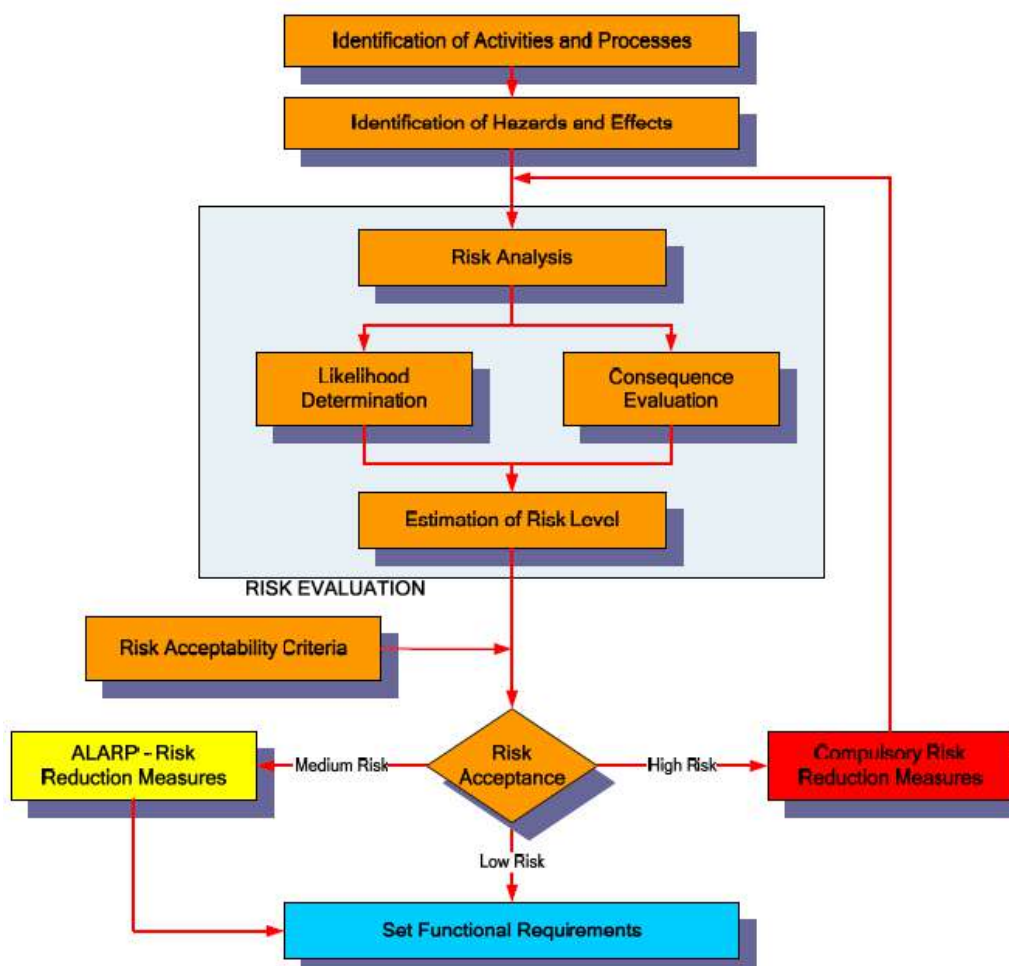 Identification of Activities and Processes
Identification of Hazards and Effects
Risk Analysis
Likelihood
Determination
Consequence
Evaluation
Estimation of Risk Level
RISK EVALUATION
Risk Acceptability Criteria
ALARP - Risk
Reduction Measures
Medium Risk
Risk
Acceptance
High Risk
Compulsory Risk
Reduction Measures
Low Risk
Set Functional Requirements